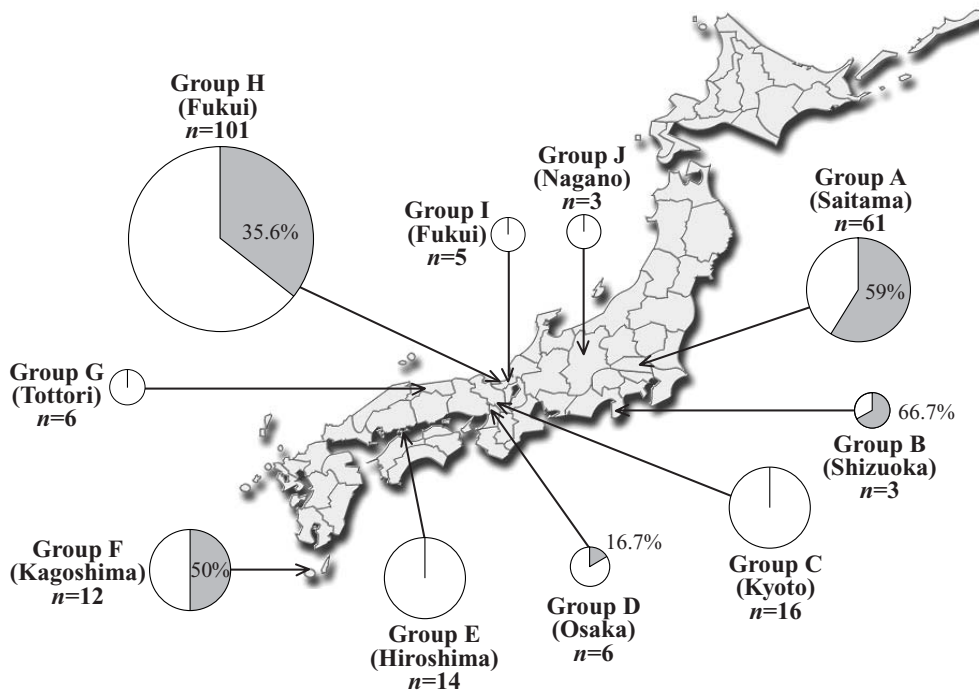 Group H
(Fukui)
n=101
35.6%
Group I
(Fukui)
n=5
Group J
(Nagano)
n=3
Group A
(Saitama)
n=61
59%
Group G
(Tottori)
n=6
66.7%
Group B
(Shizuoka)
n=3
Group F
(Kagoshima)
n=12
50%
Group E
(Hiroshima)
n=14
16.7%
Group D
(Osaka)
n=6
Group C
(Kyoto)
n=16